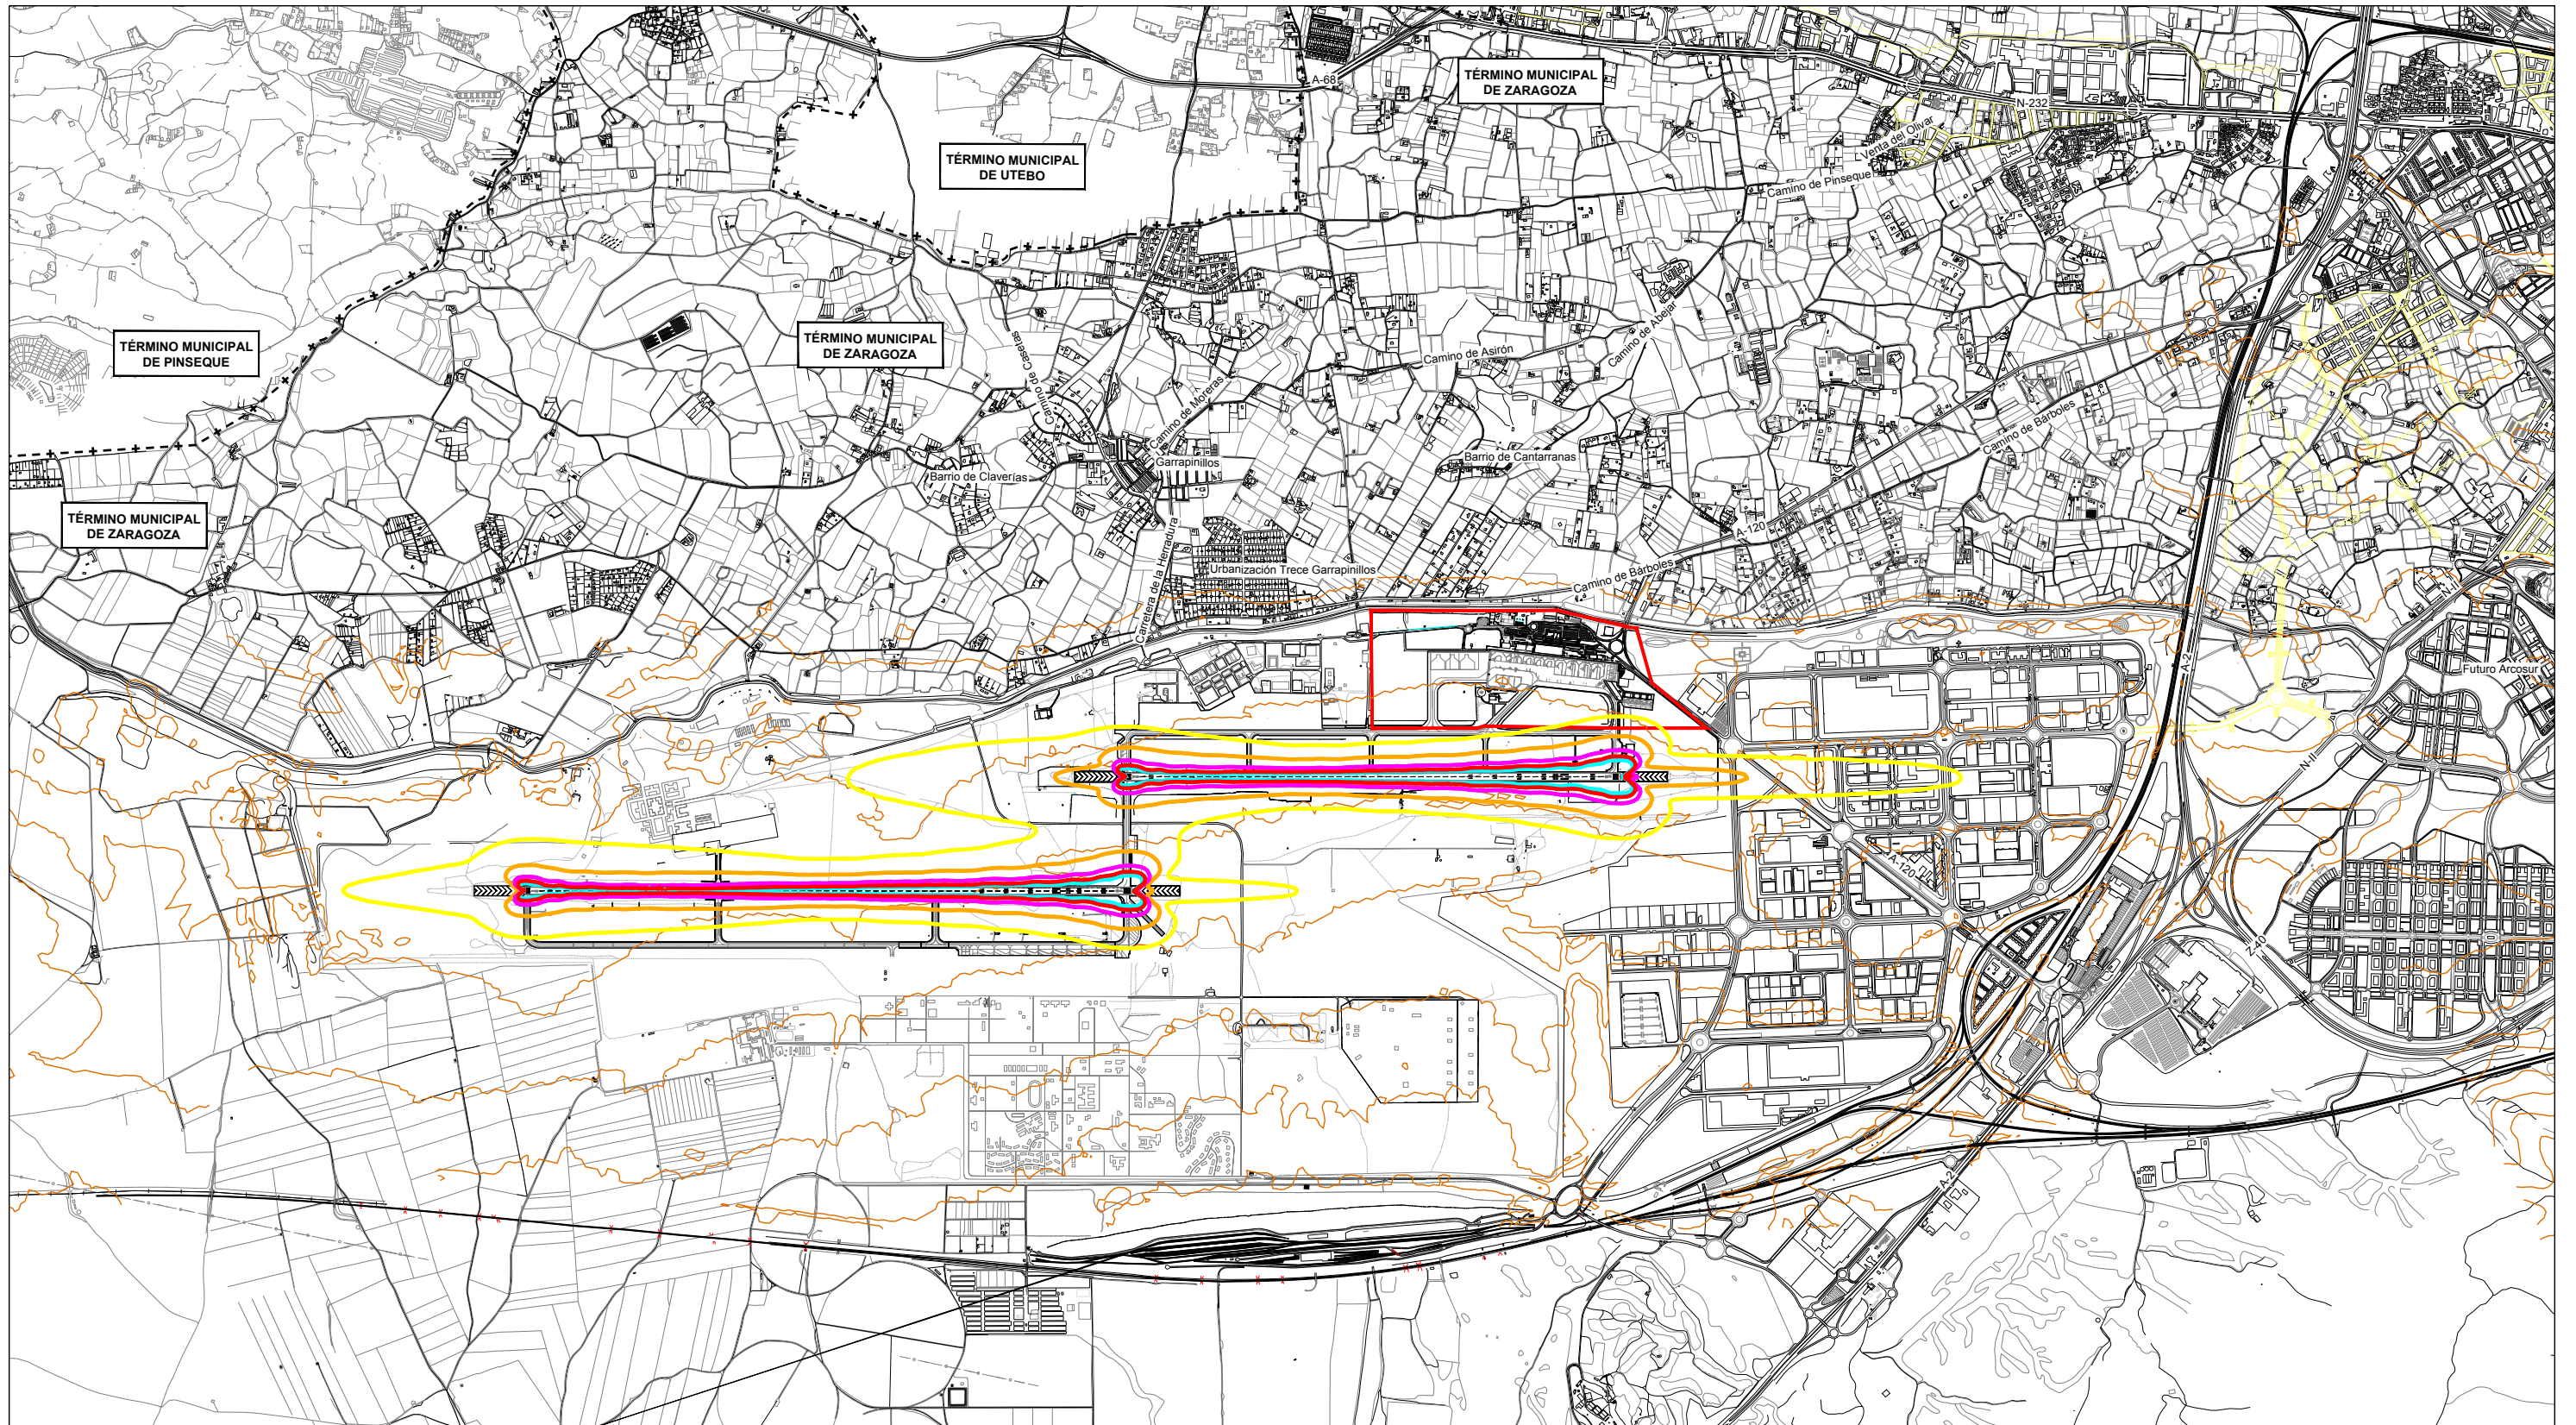 A-68
TÉRMINO MUNICIPAL
DE ZARAGOZA
N-232
Venta del Olivar
TÉRMINO MUNICIPAL
DE UTEBO
Camino de Pinseque
TÉRMINO MUNICIPAL
DE PINSEQUE
TÉRMINO MUNICIPAL
DE ZARAGOZA
Camino de Casetas
Camino de Moreras
Camino de Asirón
Camino de Abejar
Camino de Bárboles
Garrapinillos
Barrio de Claverías
Barrio de Cantarranas
TÉRMINO MUNICIPAL
DE ZARAGOZA
A-120
Carretera de la Herradura
Urbanización Trece Garrapinillos
Camino de Bárboles
N-II
A-2
Futuro Arcosur
N-II
A-120
Z-40
A-2